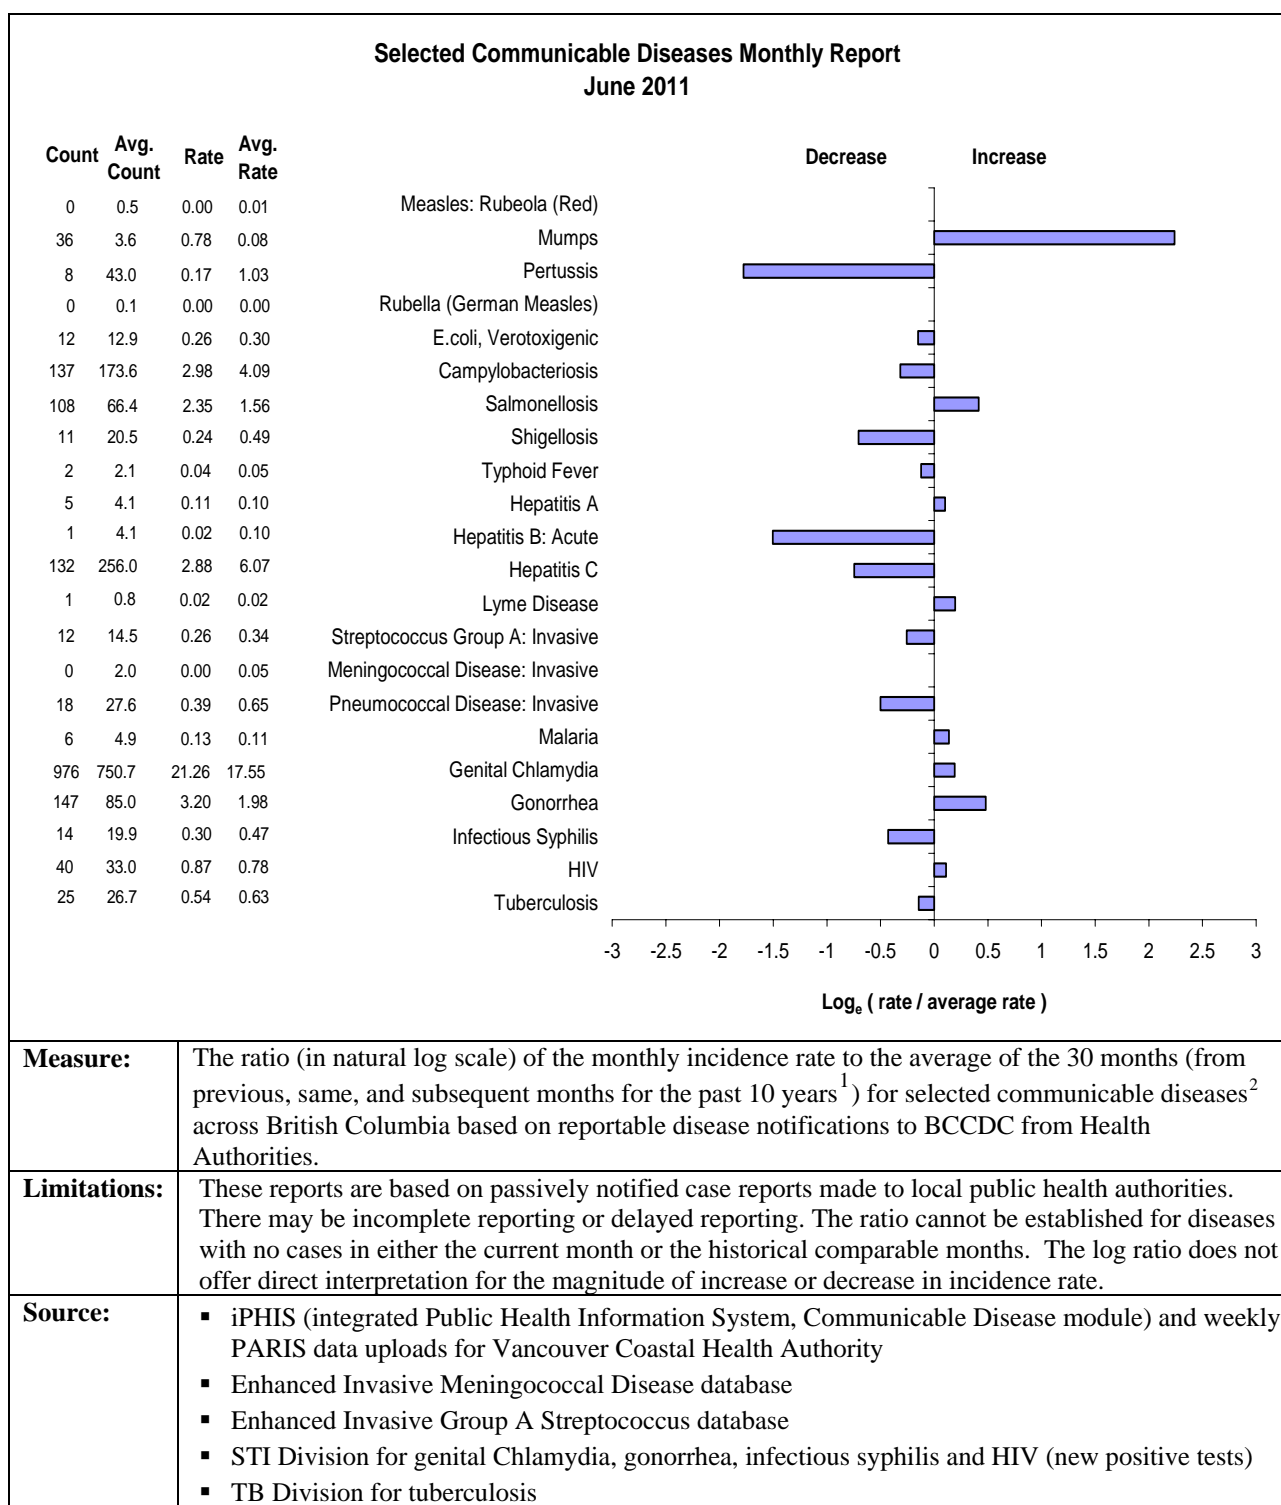 Selected Communicable Diseases Monthly Report
June 2011
Count Avg. Count Rate Avg. Rate Decrease Increase
0 0.5 0.00 0.01 Measles: Rubeola (Red)
36 3.6 0.78 0.08 Mumps
8 43.0 0.17 1.03 Pertussis
0 0.1 0.00 0.00 Rubella (German Measles)
12 12.9 0.26 0.30 E.coli, Verotoxigenic
137 173.6 2.98 4.09 Campylobacteriosis
108 66.4 2.35 1.56 Salmonellosis
11 20.5 0.24 0.49 Shigellosis
2 2.1 0.04 0.05 Typhoid Fever
5 4.1 0.11 0.10 Hepatitis A
1 4.1 0.02 0.10 Hepatitis B: Acute
132 256.0 2.88 6.07 Hepatitis C
1 0.8 0.02 0.02 Lyme Disease
12 14.5 0.26 0.34 Streptococcus Group A: Invasive
0 2.0 0.00 0.05 Meningococcal Disease: Invasive
18 27.6 0.39 0.65 Pneumococcal Disease: Invasive
6 4.9 0.13 0.11 Malaria
976 750.7 21.26 17.55 Genital Chlamydia
147 85.0 3.20 1.98 Gonorrhea
14 19.9 0.30 0.47 Infectious Syphilis
40 33.0 0.87 0.78 HIV
25 26.7 0.54 0.63 Tuberculosis
-3 -2.5 -2 -1.5 -1 -0.5 0 0.5 1 1.5 2 2.5 3
Logₑ ( rate / average rate )
Measure: The ratio (in natural log scale) of the monthly incidence rate to the average of the 30 months (from
previous, same, and subsequent months for the past 10 years¹) for selected communicable diseases²
across British Columbia based on reportable disease notifications to BCCDC from Health
Authorities.
Limitations: These reports are based on passively notified case reports made to local public health authorities.
There may be incomplete reporting or delayed reporting. The ratio cannot be established for diseases
with no cases in either the current month or the historical comparable months. The log ratio does not
offer direct interpretation for the magnitude of increase or decrease in incidence rate.
Source: ▪ iPHIS (integrated Public Health Information System, Communicable Disease module) and weekly
PARIS data uploads for Vancouver Coastal Health Authority
▪ Enhanced Invasive Meningococcal Disease database
▪ Enhanced Invasive Group A Streptococcus database
▪ STI Division for genital Chlamydia, gonorrhea, infectious syphilis and HIV (new positive tests)
▪ TB Division for tuberculosis